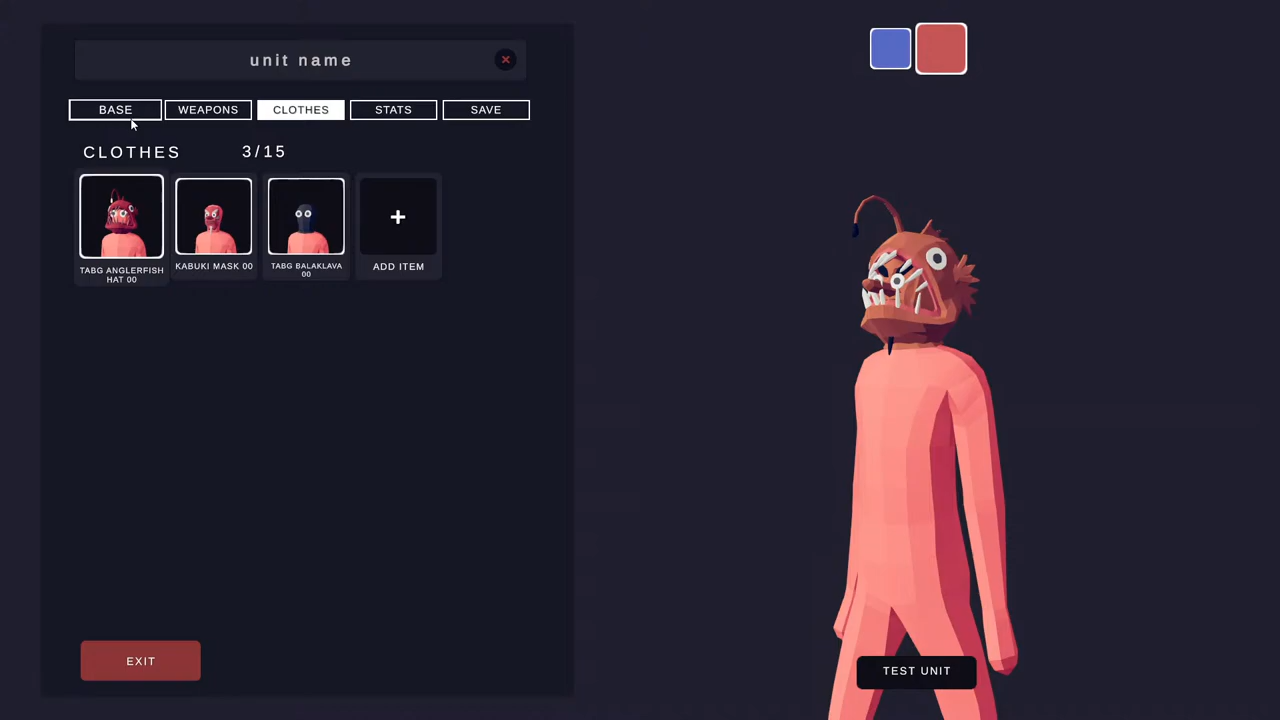 unit name
BASE
WEAPONS
CLOTHES
STATS
SAVE
CLOTHES 3/15
TABG ANGLERFISH
HAT 00
KABUKI MASK 00
TABG BALAKLAVA
00
ADD ITEM
EXIT
TEST UNIT